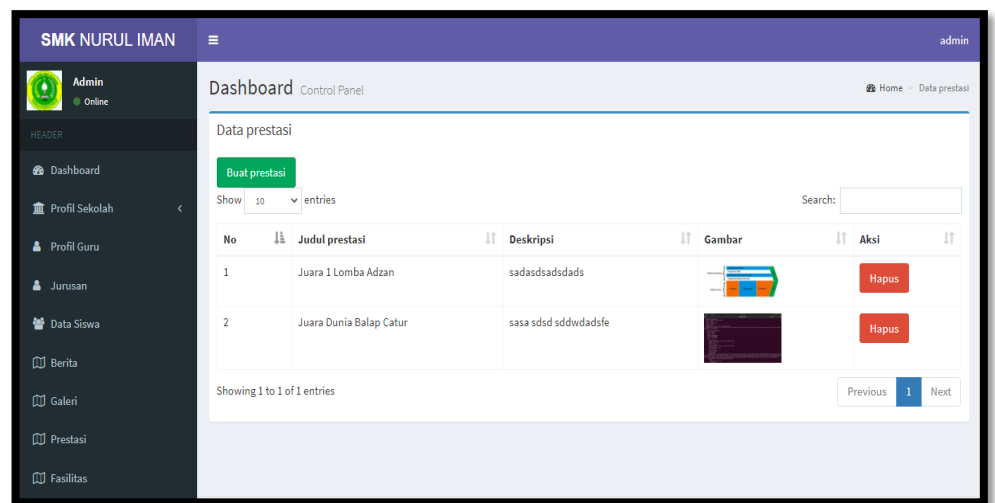 SMK NURUL IMAN
admin
Admin
Online
Dashboard Control Panel
Home > Data prestasi
HEADER
Dashboard
Profil Sekolah
Profil Guru
Jurusan
Data Siswa
Berita
Galeri
Prestasi
Fasilitas
Data prestasi
Buat prestasi
Show 10 entries
Search:
No Judul prestasi Deskripsi Gambar Aksi
1 Juara 1 Lomba Adzan sadasdsadsdads Hapus
2 Juara Dunia Balap Catur sasa sdsd sddwdadsfe Hapus
Showing 1 to 1 of 1 entries
Previous 1 Next